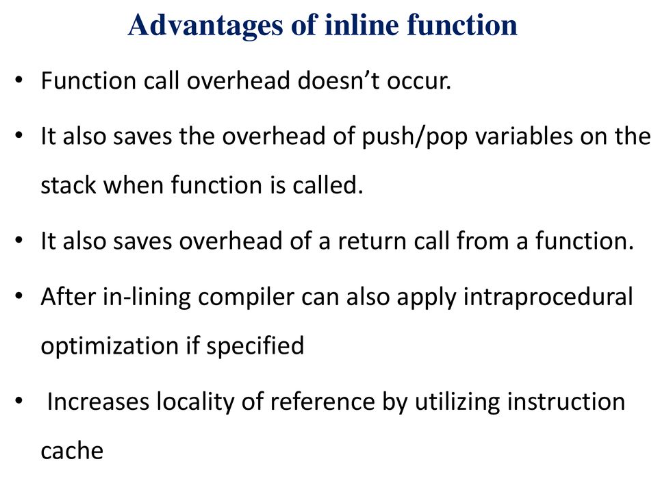 Advantages of inline function
• Function call overhead doesn’t occur.
• It also saves the overhead of push/pop variables on the
stack when function is called.
• It also saves overhead of a return call from a function.
• After in-lining compiler can also apply intraprocedural
optimization if specified
• Increases locality of reference by utilizing instruction
cache